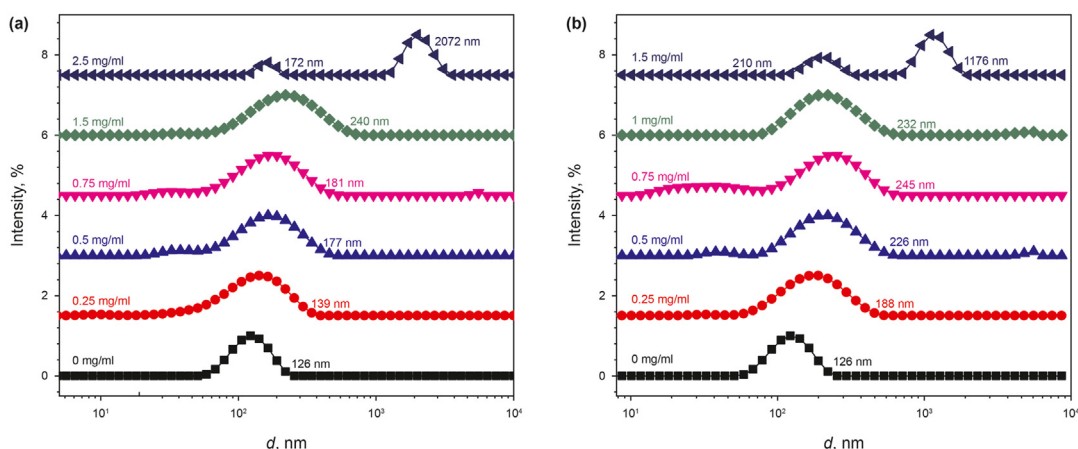 (a)
Intensity, %
8
6
4
2
0
2.5 mg/ml
172 nm
2072 nm
1.5 mg/ml
240 nm
0.75 mg/ml
181 nm
0.5 mg/ml
177 nm
0.25 mg/ml
139 nm
0 mg/ml
126 nm
10¹ 10² 10³ 10⁴
d, nm
(b)
Intensity, %
8
6
4
2
0
1.5 mg/ml
210 nm
1176 nm
1 mg/ml
232 nm
0.75 mg/ml
245 nm
0.5 mg/ml
226 nm
0.25 mg/ml
188 nm
0 mg/ml
126 nm
10¹ 10² 10³ 10⁴
d, nm